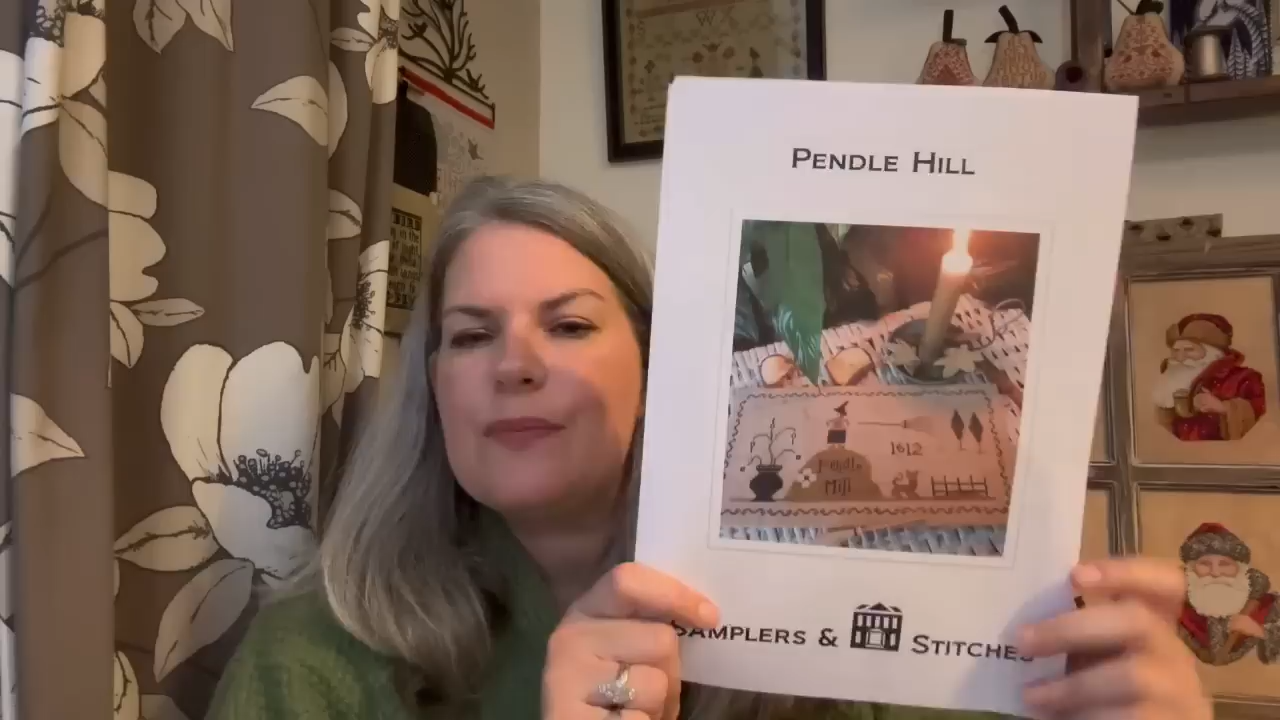 PENDLE HILL
1612
Pendle
Hill
SAMPLERS & STITCHES
W